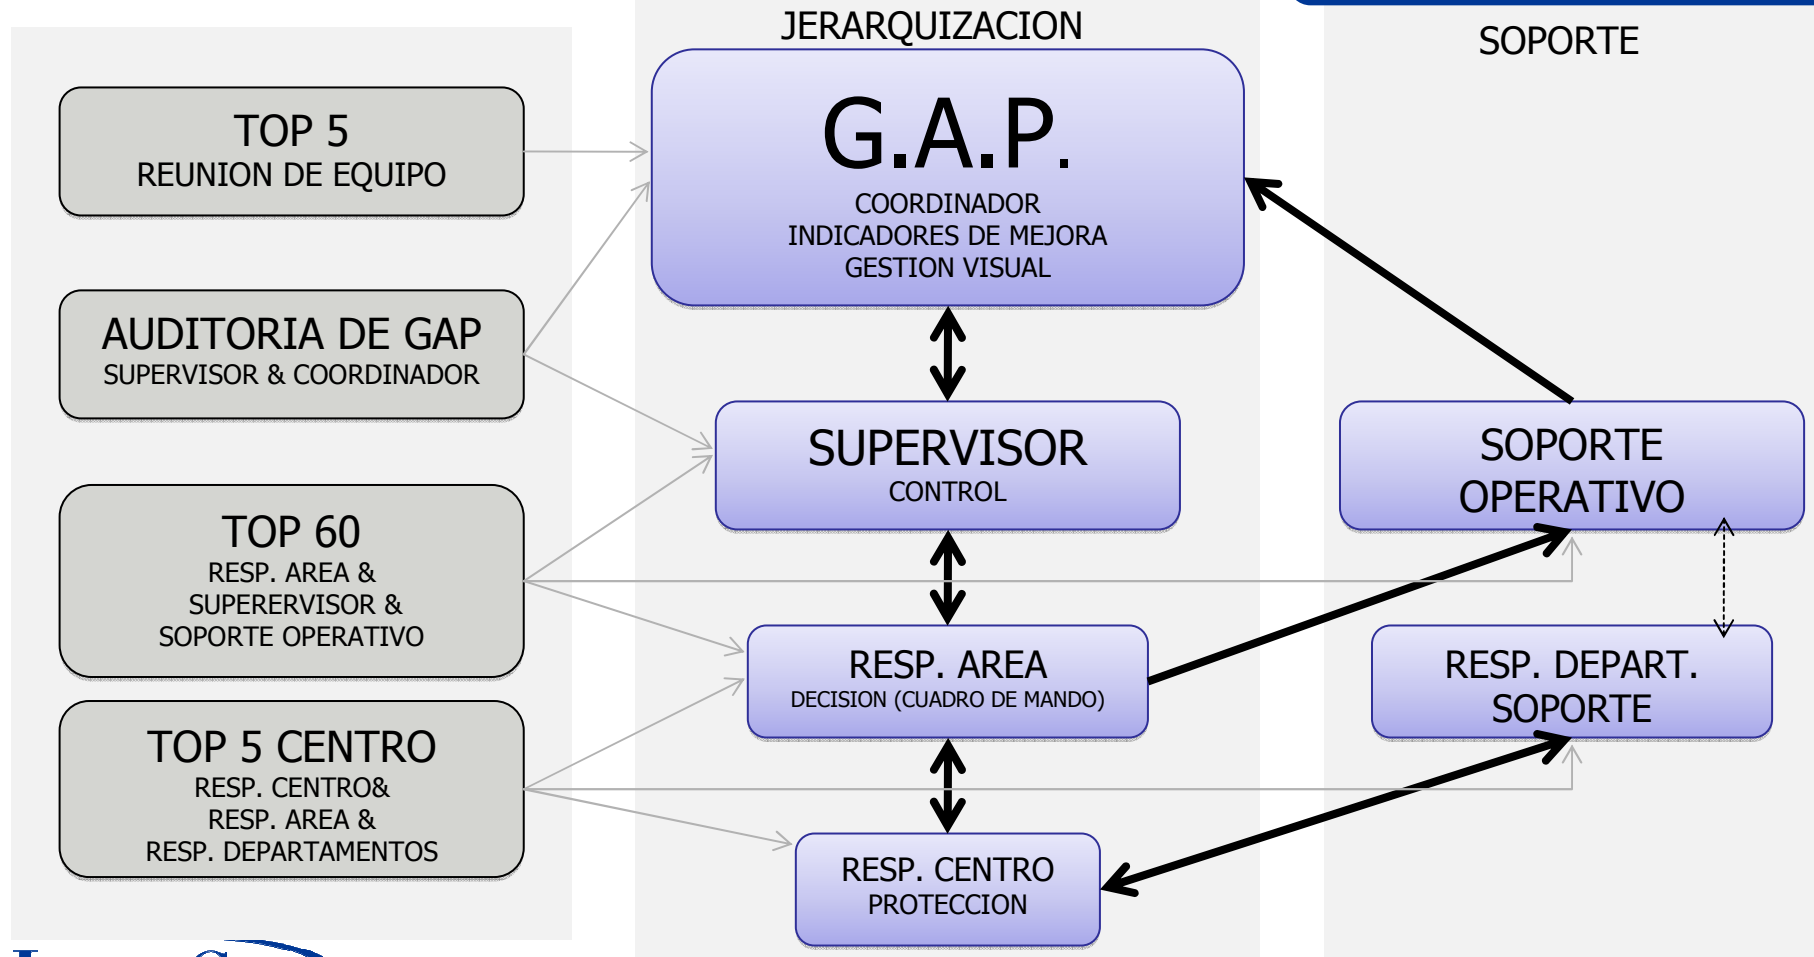 JERARQUIZACION
SOPORTE
TOP 5
REUNION DE EQUIPO
AUDITORIA DE GAP
SUPERVISOR & COORDINADOR
TOP 60
RESP. AREA &
SUPERERVISOR &
SOPORTE OPERATIVO
TOP 5 CENTRO
RESP. CENTRO&
RESP. AREA &
RESP. DEPARTAMENTOS
G.A.P.
COORDINADOR
INDICADORES DE MEJORA
GESTION VISUAL
SUPERVISOR
CONTROL
RESP. AREA
DECISION (CUADRO DE MANDO)
RESP. CENTRO
PROTECCION
SOPORTE
OPERATIVO
RESP. DEPART.
SOPORTE